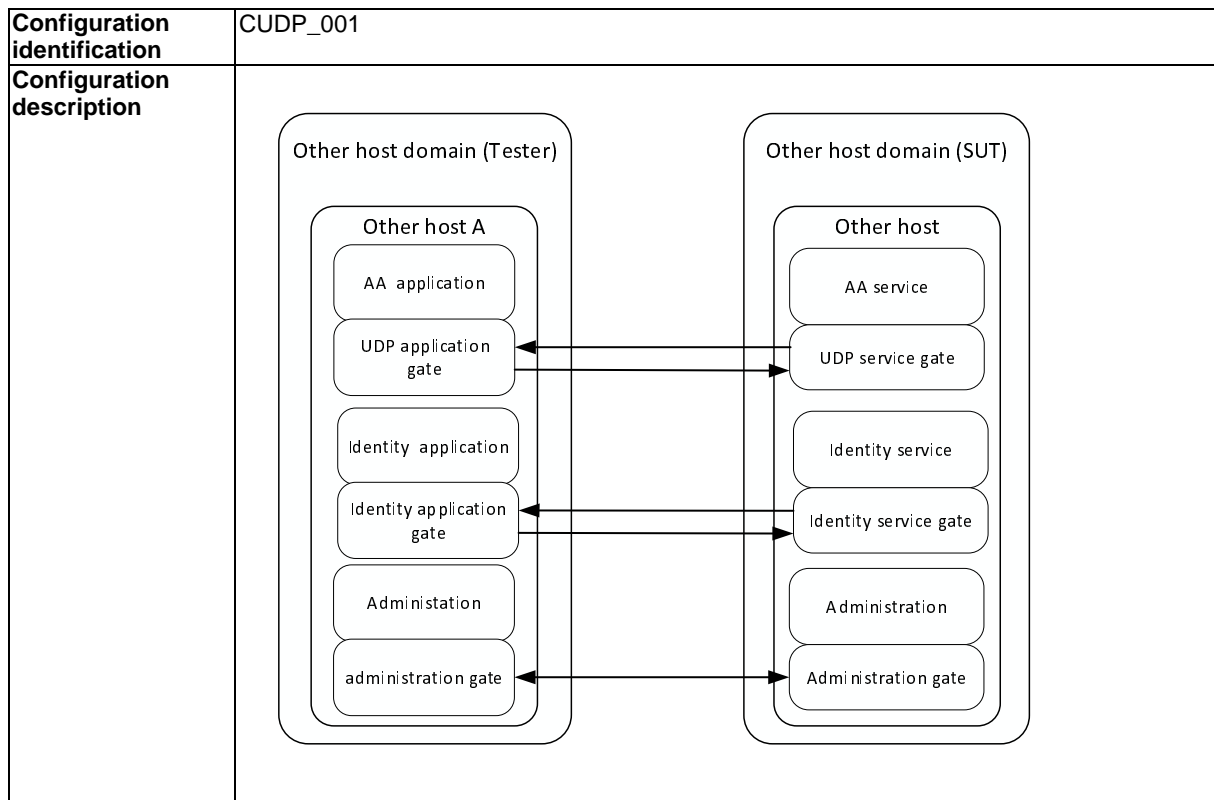 Configuration
identification
CUDP_001
Configuration
description
Other host domain (Tester)
Other host A
AA application
UDP application
gate
Identity application
Identity application
gate
Administation
administration gate
Other host domain (SUT)
Other host
AA service
UDP service gate
Identity service
Identity service gate
Administration
Administration gate